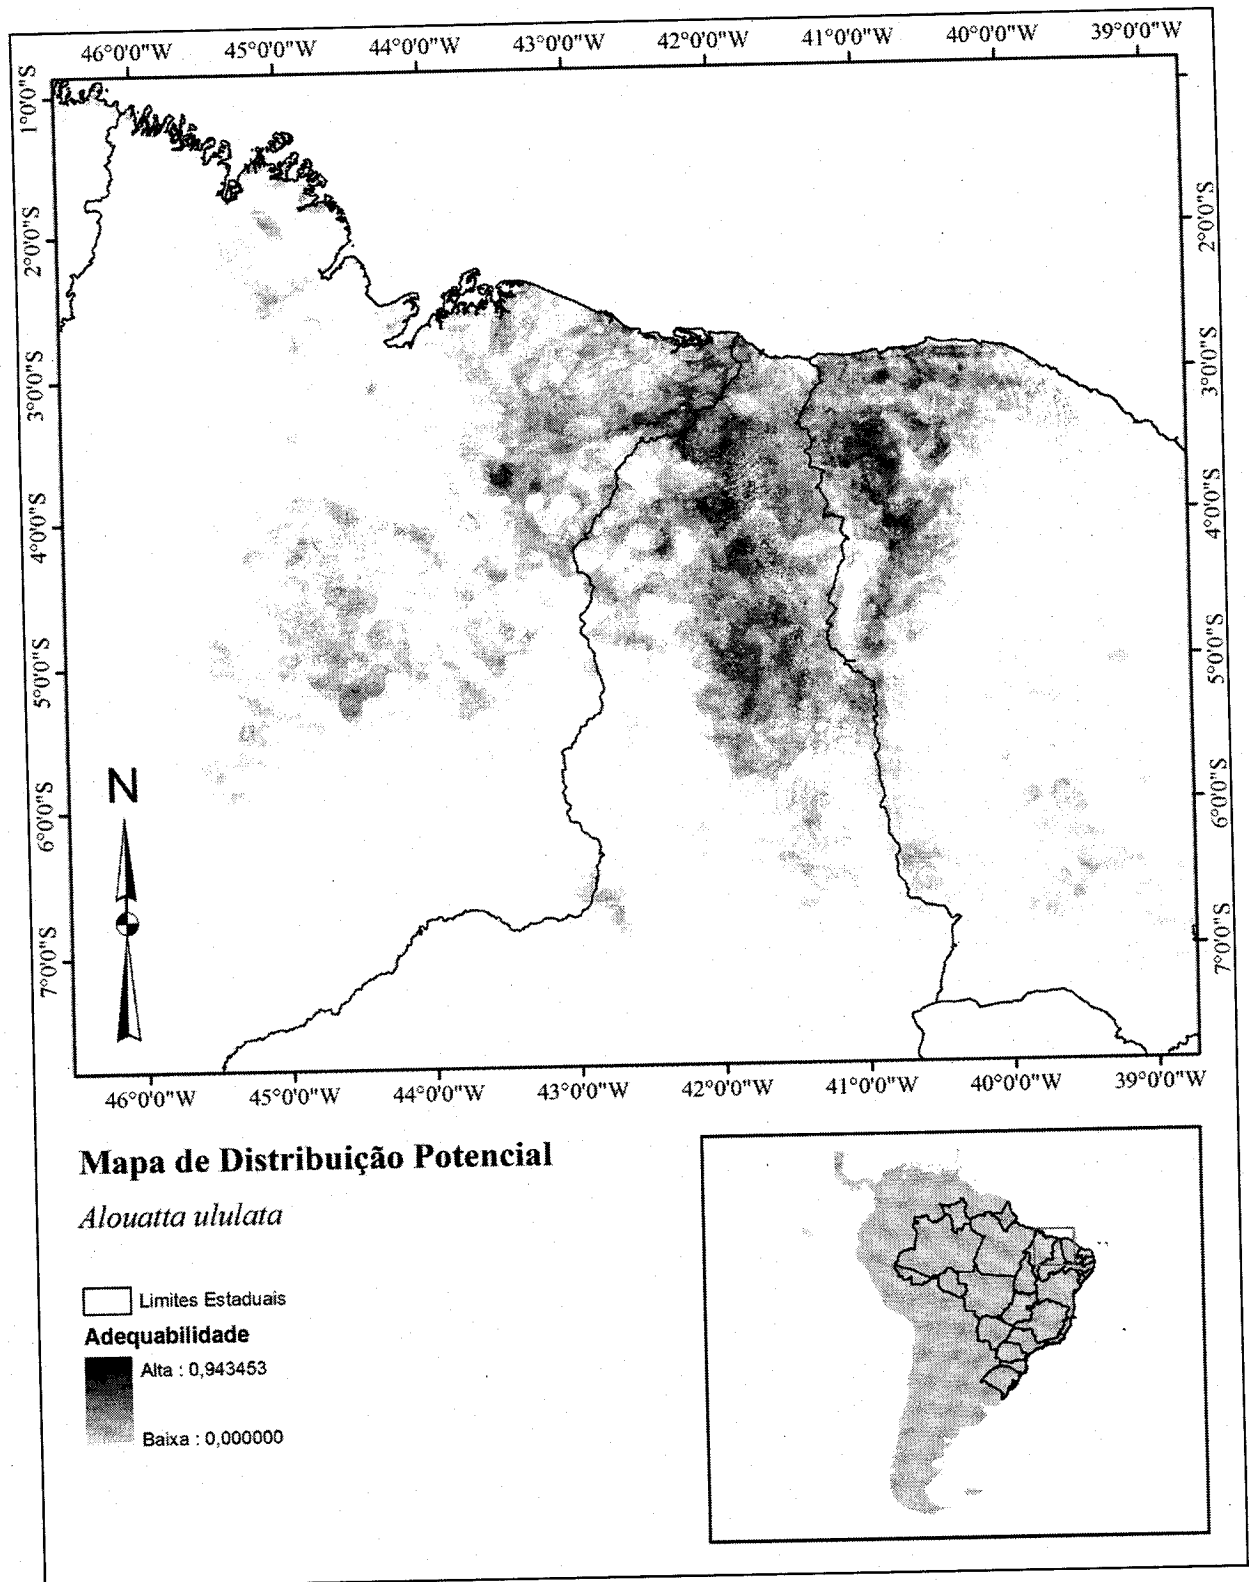 46°0'0"W 45°0'0"W 44°0'0"W 43°0'0"W 42°0'0"W 41°0'0"W 40°0'0"W 39°0'0"W
1°0'0"S
2°0'0"S
3°0'0"S
4°0'0"S
5°0'0"S
6°0'0"S
7°0'0"S
2°0'0"S
3°0'0"S
4°0'0"S
5°0'0"S
6°0'0"S
7°0'0"S
N
46°0'0"W 45°0'0"W 44°0'0"W 43°0'0"W 42°0'0"W 41°0'0"W 40°0'0"W 39°0'0"W
Mapa de Distribuição Potencial
Alouatta ululata
Limites Estaduais
Adequabilidade
Alta : 0,943453
Baixa : 0,000000